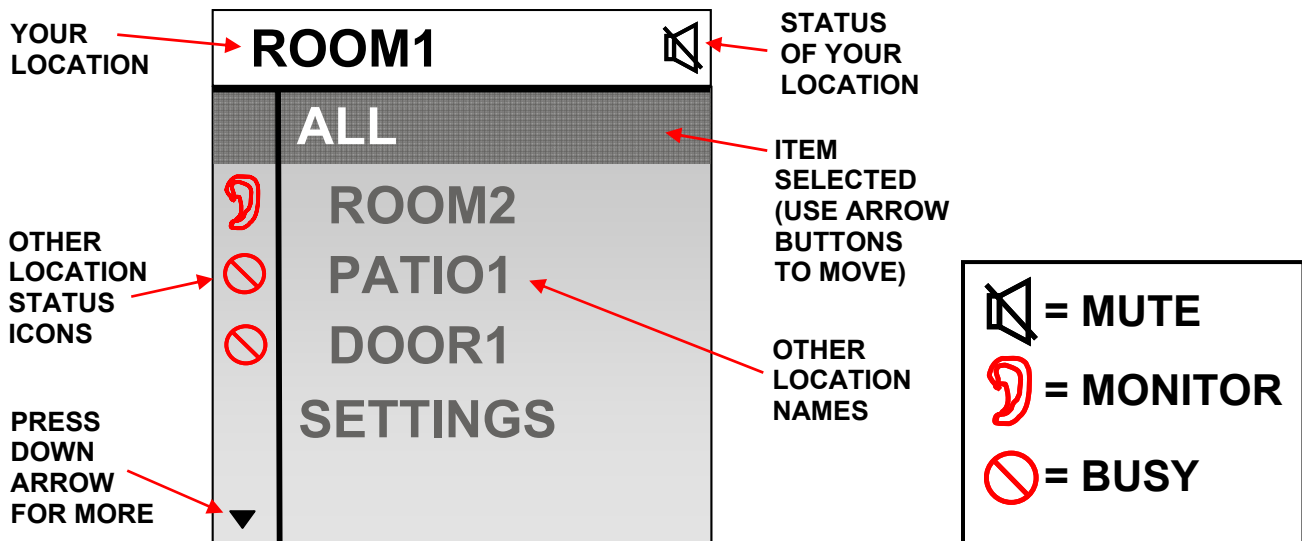 YOUR
LOCATION
ROOM1
STATUS
OF YOUR
LOCATION
ALL
ITEM
SELECTED
(USE ARROW
BUTTONS
TO MOVE)
ROOM2
OTHER
LOCATION
STATUS
ICONS
PATIO1
DOOR1
OTHER
LOCATION
NAMES
SETTINGS
PRESS
DOWN
ARROW
FOR MORE
= MUTE
= MONITOR
= BUSY